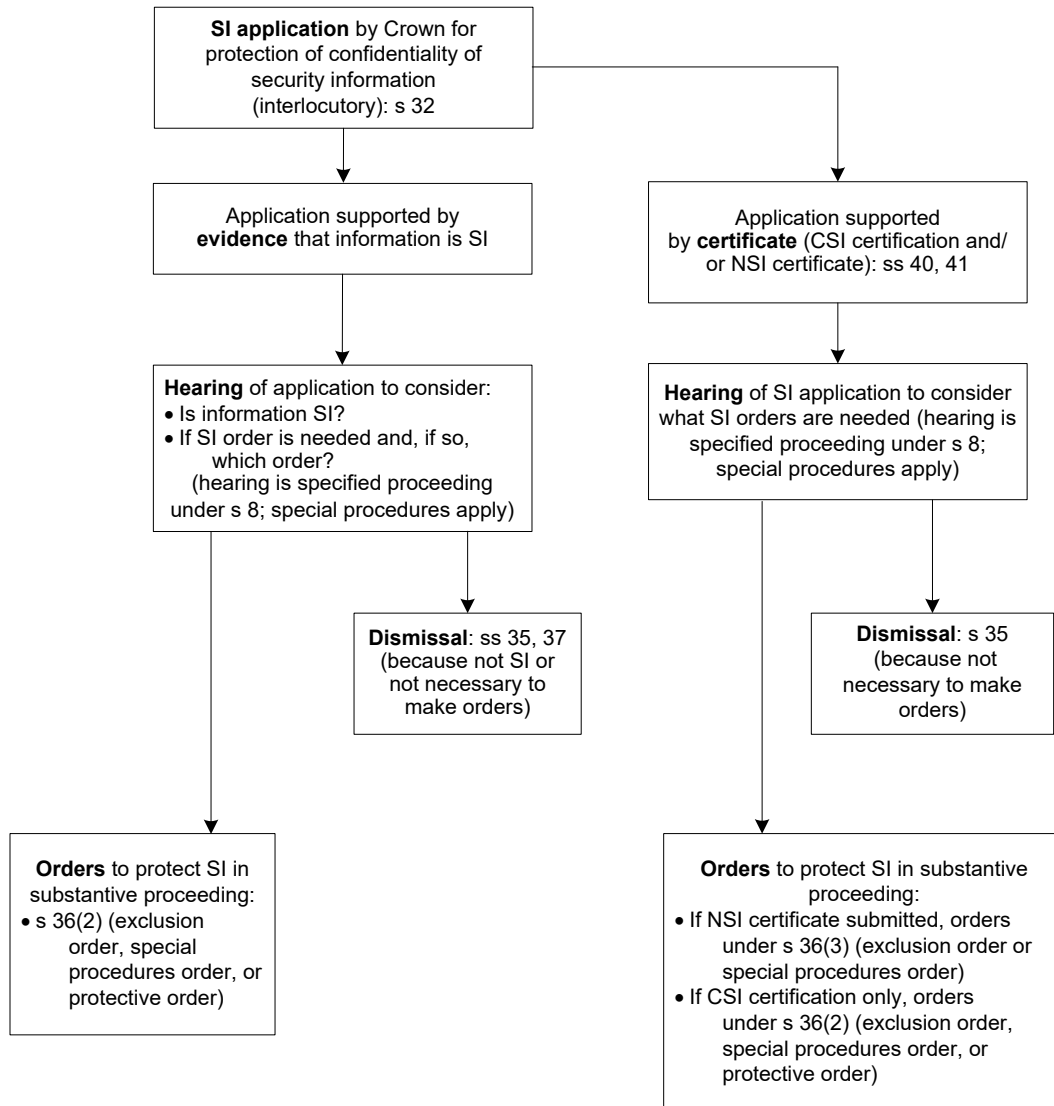 SI application by Crown for
protection of confidentiality of
security information
(interlocutory): s 32
Application supported by
evidence that information is SI
Application supported
by certificate (CSI certification and/
or NSI certificate): ss 40, 41
Hearing of application to consider:
• Is information SI?
• If SI order is needed and, if so,
which order?
(hearing is specified proceeding
under s 8; special procedures apply)
Hearing of SI application to consider
what SI orders are needed (hearing is
specified proceeding under s 8;
special procedures apply)
Dismissal: ss 35, 37
(because not SI or
not necessary to
make orders)
Dismissal: s 35
(because not
necessary to make
orders)
Orders to protect SI in
substantive proceeding:
• s 36(2) (exclusion
order, special
procedures order, or
protective order)
Orders to protect SI in substantive
proceeding:
• If NSI certificate submitted, orders
under s 36(3) (exclusion order or
special procedures order)
• If CSI certification only, orders
under s 36(2) (exclusion order,
special procedures order, or
protective order)